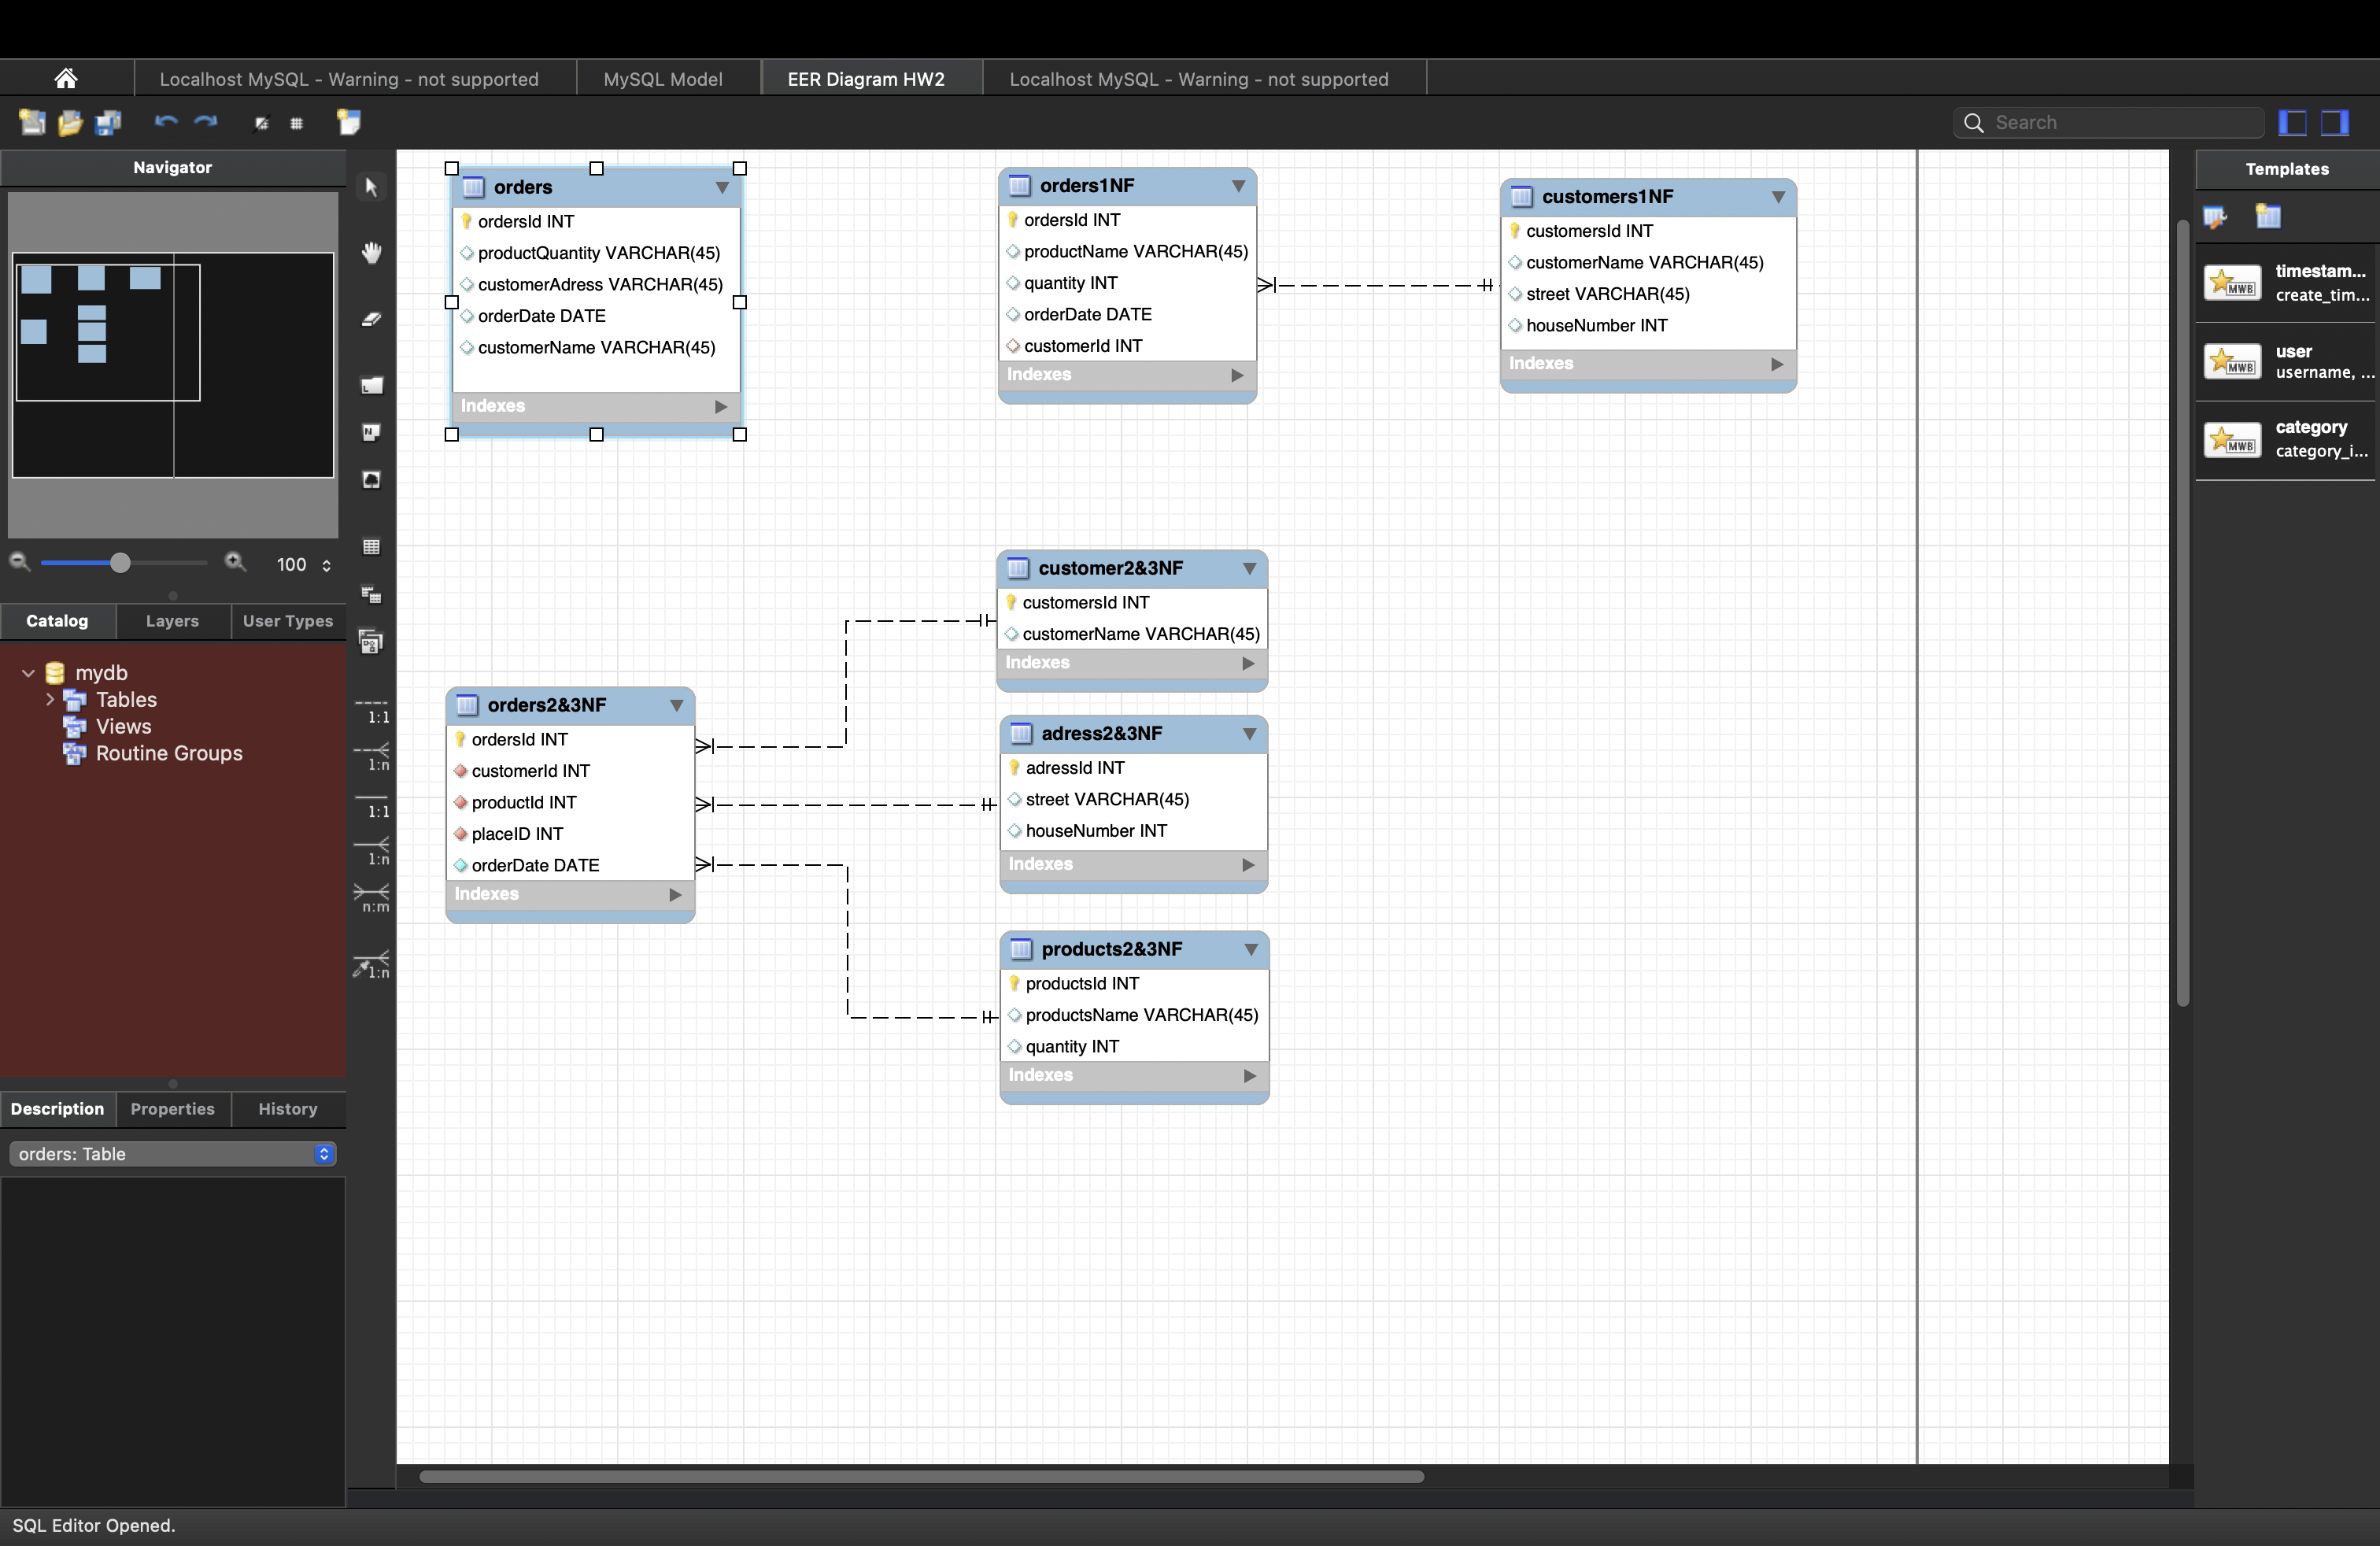 Localhost MySQL - Warning - not supported
MySQL Model
EER Diagram HW2
Localhost MySQL - Warning - not supported
Search
Navigator
100
Catalog
Layers
User Types
mydb
Tables
Views
Routine Groups
Description
Properties
History
orders: Table
1:1
1:n
1:1
1:n
n:m
1:n
orders
ordersId INT
productQuantity VARCHAR(45)
customerAdress VARCHAR(45)
orderDate DATE
customerName VARCHAR(45)
Indexes
orders1NF
ordersId INT
productName VARCHAR(45)
quantity INT
orderDate DATE
customerId INT
Indexes
customers1NF
customersId INT
customerName VARCHAR(45)
street VARCHAR(45)
houseNumber INT
Indexes
orders2&3NF
ordersId INT
customerId INT
productId INT
placeID INT
orderDate DATE
Indexes
customer2&3NF
customersId INT
customerName VARCHAR(45)
Indexes
adress2&3NF
adressId INT
street VARCHAR(45)
houseNumber INT
Indexes
products2&3NF
productsId INT
productsName VARCHAR(45)
quantity INT
Indexes
Templates
MWB
timestam...
create_tim...
MWB
user
username, ...
MWB
category
category_i...
SQL Editor Opened.